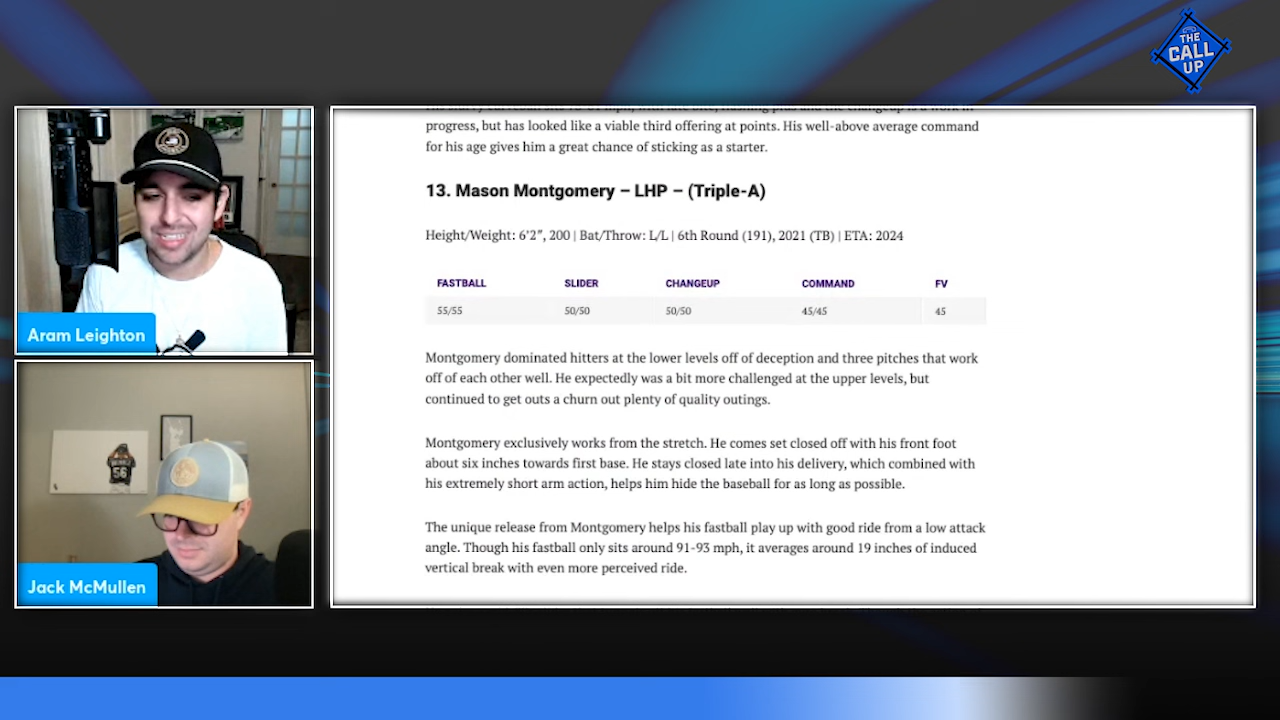 THE
CALL
UP
progress, but has looked like a viable third offering at points. His well-above average command
for his age gives him a great chance of sticking as a starter.
13. Mason Montgomery – LHP – (Triple-A)
Height/Weight: 6'2″, 200 | Bat/Throw: L/L | 6th Round (191), 2021 (TB) | ETA: 2024
FASTBALL SLIDER CHANGEUP COMMAND FV
55/55 50/50 50/50 45/45 45
Montgomery dominated hitters at the lower levels off of deception and three pitches that work
off of each other well. He expectedly was a bit more challenged at the upper levels, but
continued to get outs a churn out plenty of quality outings.
Montgomery exclusively works from the stretch. He comes set closed off with his front foot
about six inches towards first base. He stays closed late into his delivery, which combined with
his extremely short arm action, helps him hide the baseball for as long as possible.
The unique release from Montgomery helps his fastball play up with good ride from a low attack
angle. Though his fastball only sits around 91-93 mph, it averages around 19 inches of induced
vertical break with even more perceived ride.
Aram Leighton
56
Jack McMullen